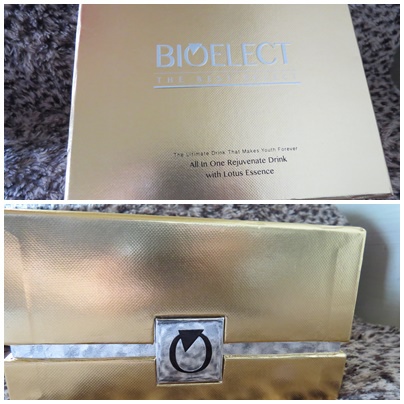 BIOELECT
The Ultimate Drink That Makes Youth Forever
All In One Rejuvenate Drink
with Lotus Essence